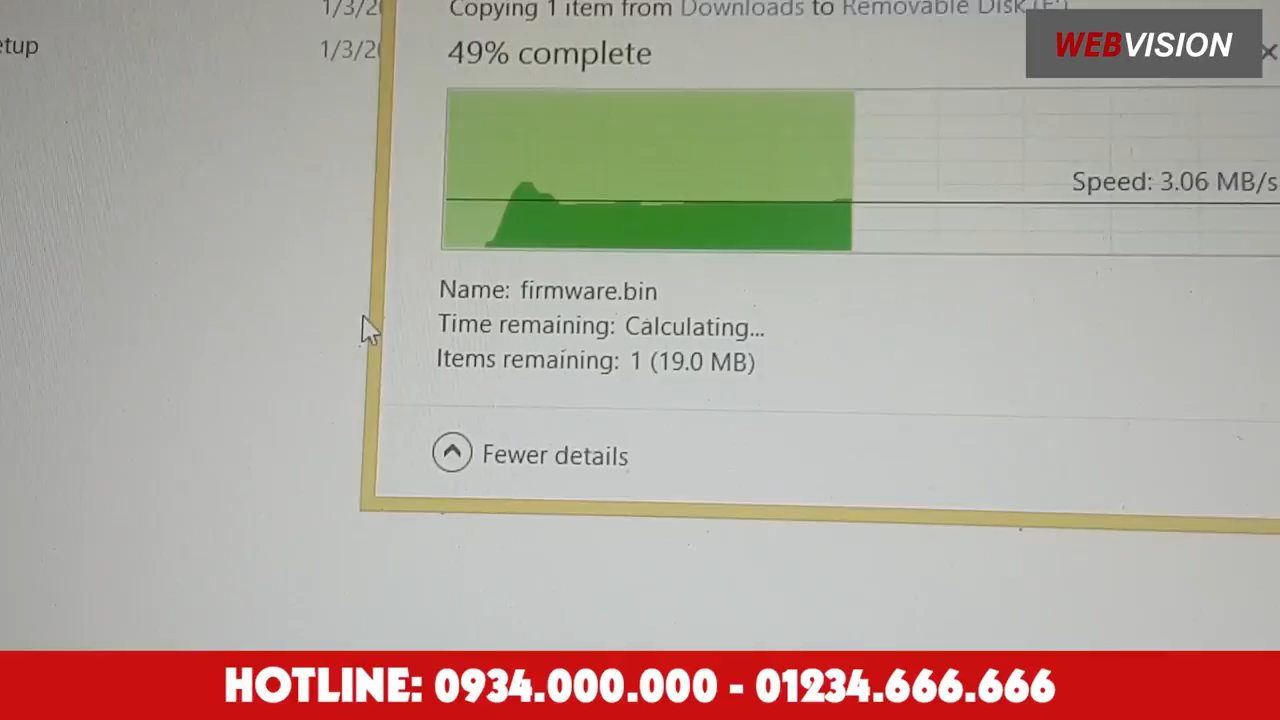 1/3/20
Copying 1 item from Downloads to Removable Disk (E:)
etup
1/3/20
49% complete
WEBVISION
Speed: 3.06 MB/s
Name: firmware.bin
Time remaining: Calculating...
Items remaining: 1 (19.0 MB)
Fewer details
HOTLINE: 0934.000.000 - 01234.666.666